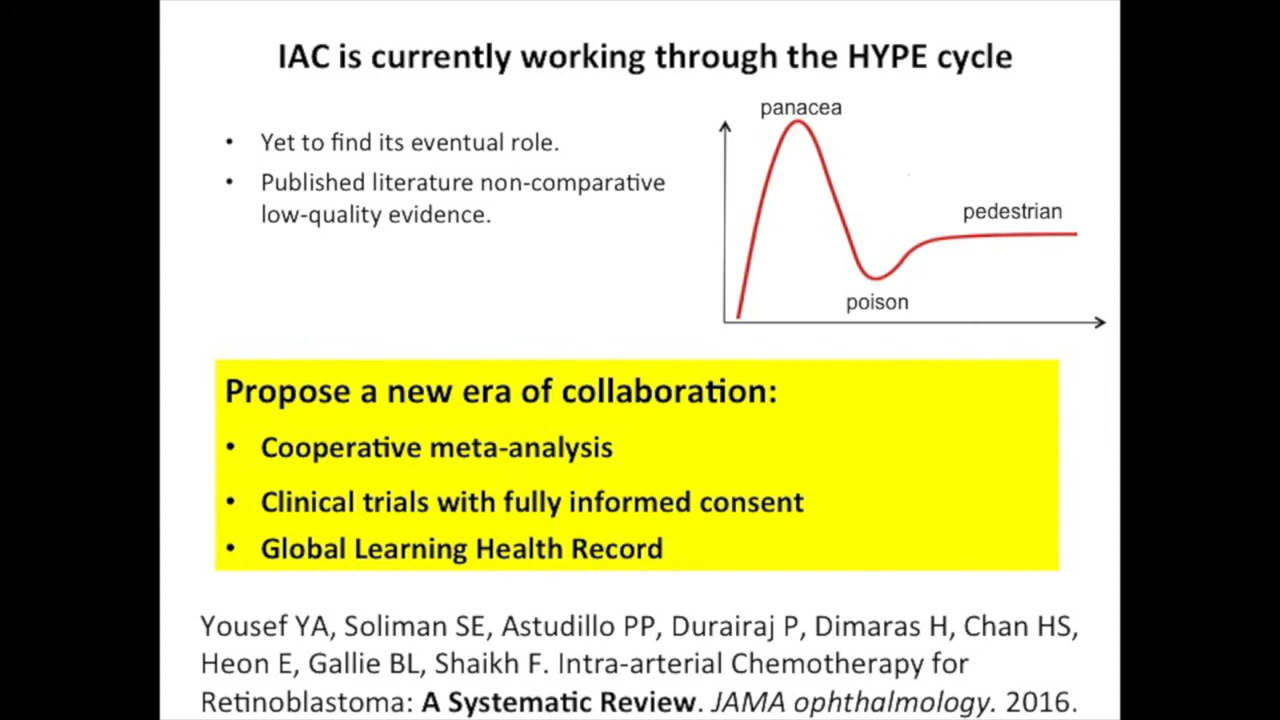 IAC is currently working through the HYPE cycle
• Yet to find its eventual role.
• Published literature non-comparative
low-quality evidence.
panacea
pedestrian
poison
Propose a new era of collaboration:
• Cooperative meta-analysis
• Clinical trials with fully informed consent
• Global Learning Health Record
Yousef YA, Soliman SE, Astudillo PP, Durairaj P, Dimaras H, Chan HS,
Heon E, Gallie BL, Shaikh F. Intra-arterial Chemotherapy for
Retinoblastoma: A Systematic Review. JAMA ophthalmology. 2016.